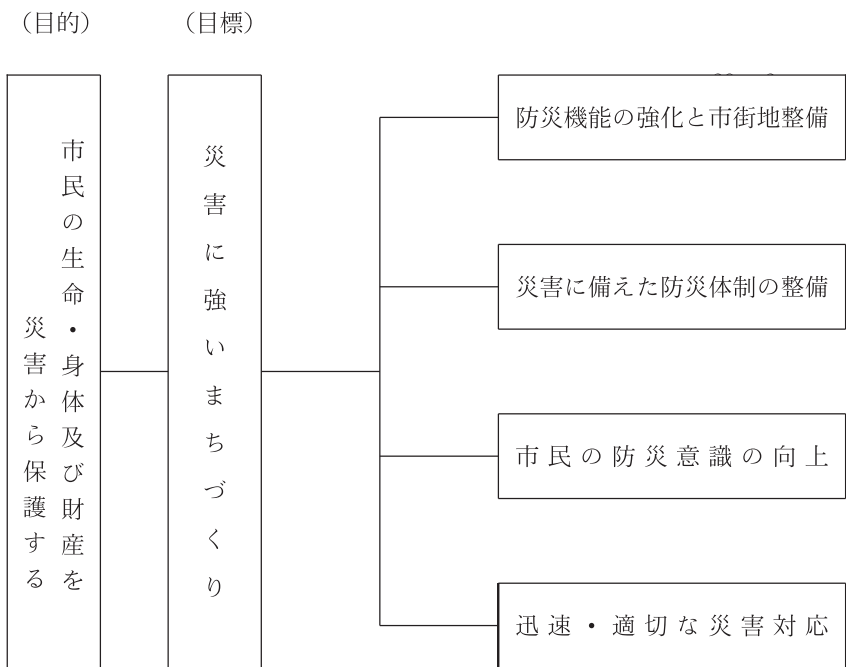 （目的）
（目標）
市民の生命・身体及び財産を
災害から保護する
災害に強いまちづくり
防災機能の強化と市街地整備
災害に備えた防災体制の整備
市民の防災意識の向上
迅速・適切な災害対応